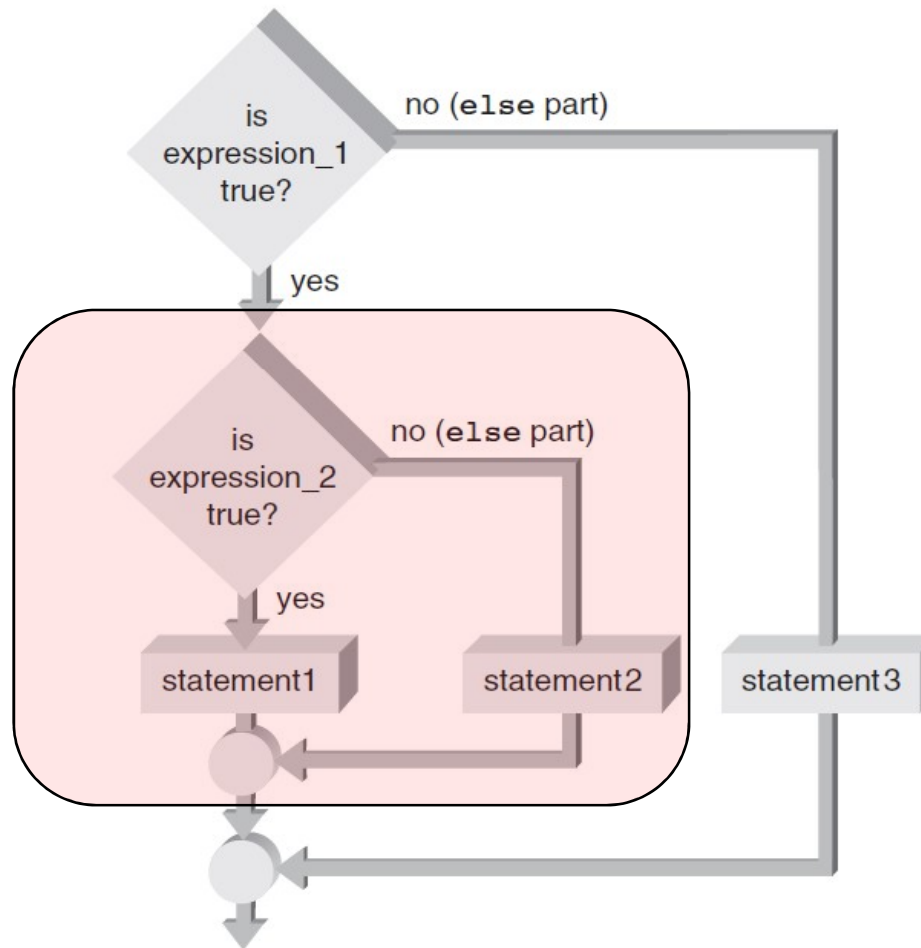 is
expression_1
true?
no (else part)
yes
is
expression_2
true?
no (else part)
yes
statement1
statement2
statement3